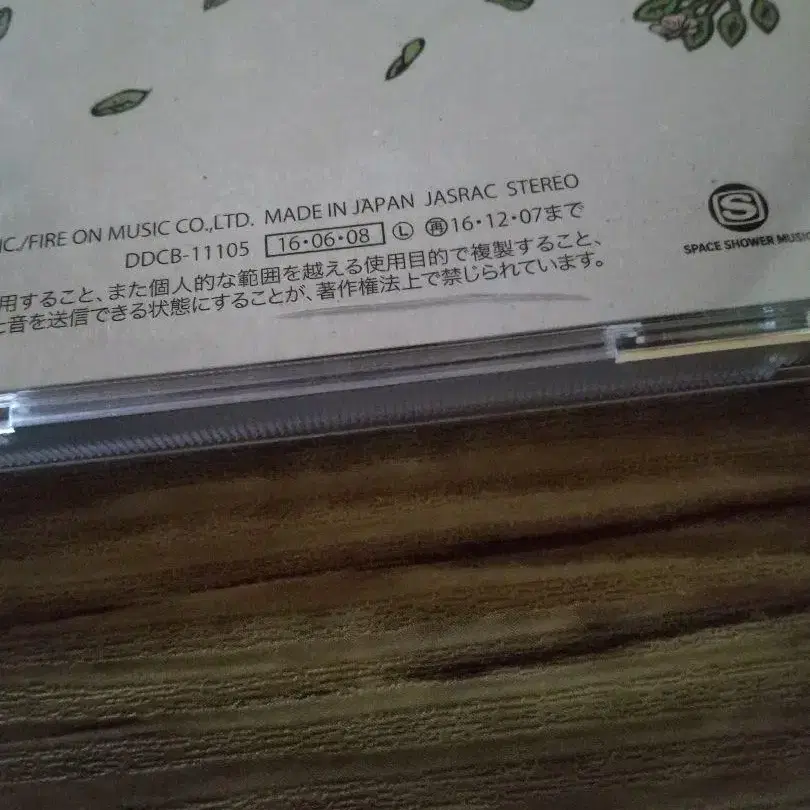 IC./FIRE ON MUSIC CO.,LTD. MADE IN JAPAN JASRAC STEREO
DDCB-11105 16・06・08 Ⓛ ㊢16・12・07まで
用すること、また個人的な範囲を越える使用目的で複製すること、
音を送信できる状態にすることが、著作権法上で禁じられています。
S
SPACE SHOWER MUSIC